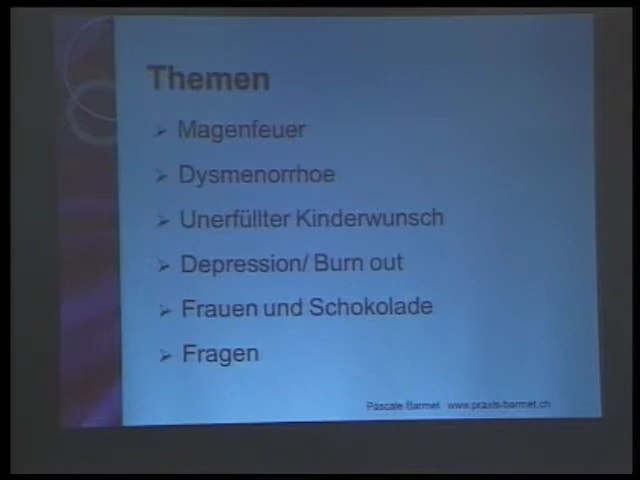 Themen
➢ Magenfeuer
➢ Dysmenorrhoe
➢ Unerfüllter Kinderwunsch
➢ Depression/ Burn out
➢ Frauen und Schokolade
➢ Fragen
Pascale Barmet www.praxis-barmet.ch